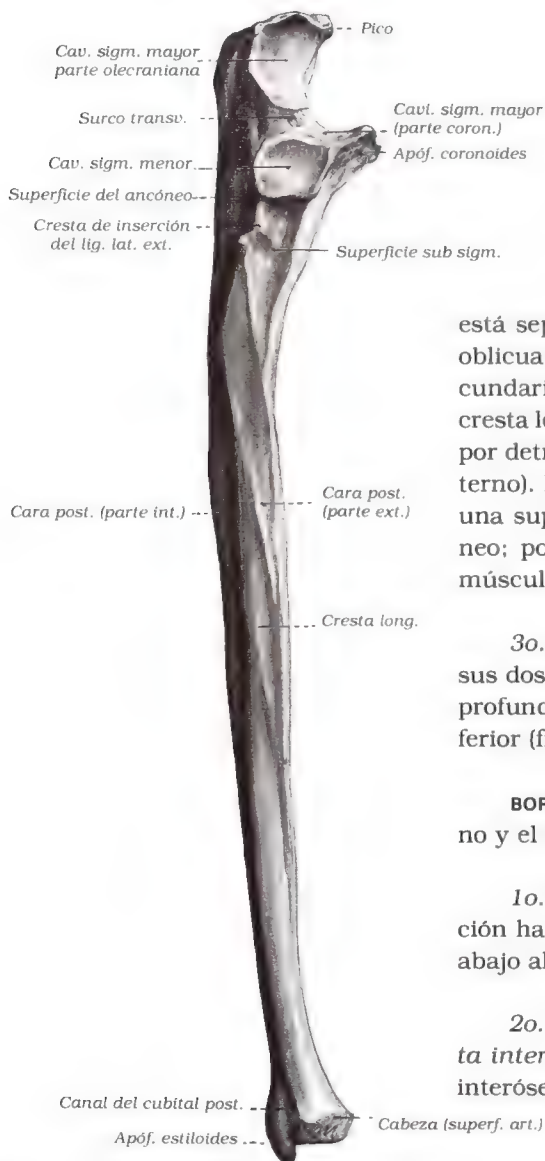 Pico
Cav. sigm. mayor
parte olecraniana
Surco transv.
Cavi. sigm. mayor
(parte coron.)
Apóf. coronoides
Cav. sigm. menor
Superficie del ancóneo
Cresta de inserción
del lig. lat. ext.
Superficie sub sigm.
Cara post. (parte int.)
Cara post.
(parte ext.)
Cresta long.
Canal del cubital post.
Cabeza (superf. art.)
Apóf. estiloides
está sep
oblicua
cundari
cresta l
por detr
terno).
una sup
neo; po
múscul
3o.
sus dos
profund
ferior (f
BOR
no y el
1o.
ción ha
abajo al
2o.
ta inter
interóse